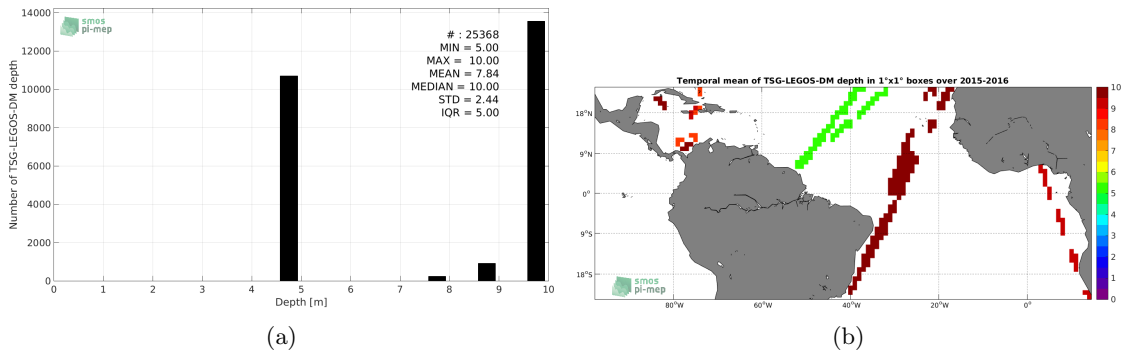 smos
pi-mep
14000
12000
10000
8000
6000
4000
2000
0
Number of TSG-LEGOS-DM depth
# : 25368
MIN = 5.00
MAX = 10.00
MEAN = 7.84
MEDIAN = 10.00
STD = 2.44
IQR = 5.00
0 1 2 3 4 5 6 7 8 9 10
Depth [m]
(a)
Temporal mean of TSG-LEGOS-DM depth in 1°x1° boxes over 2015-2016
18°N
9°N
0°
9°S
18°S
80°W 60°W 40°W 20°W 0°
smos
pi-mep
10
9
8
7
6
5
4
3
2
1
0
(b)